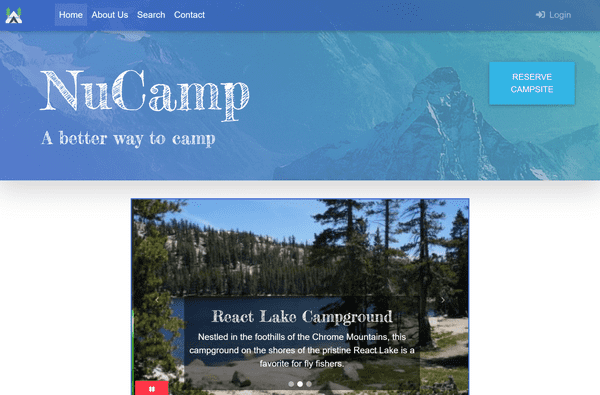 Home About Us Search Contact Login
NuCamp
A better way to camp
RESERVE
CAMPSITE
React Lake Campground
Nestled in the foothills of the Chrome Mountains, this
campground on the shores of the pristine React Lake is a
favorite for fly fishers.